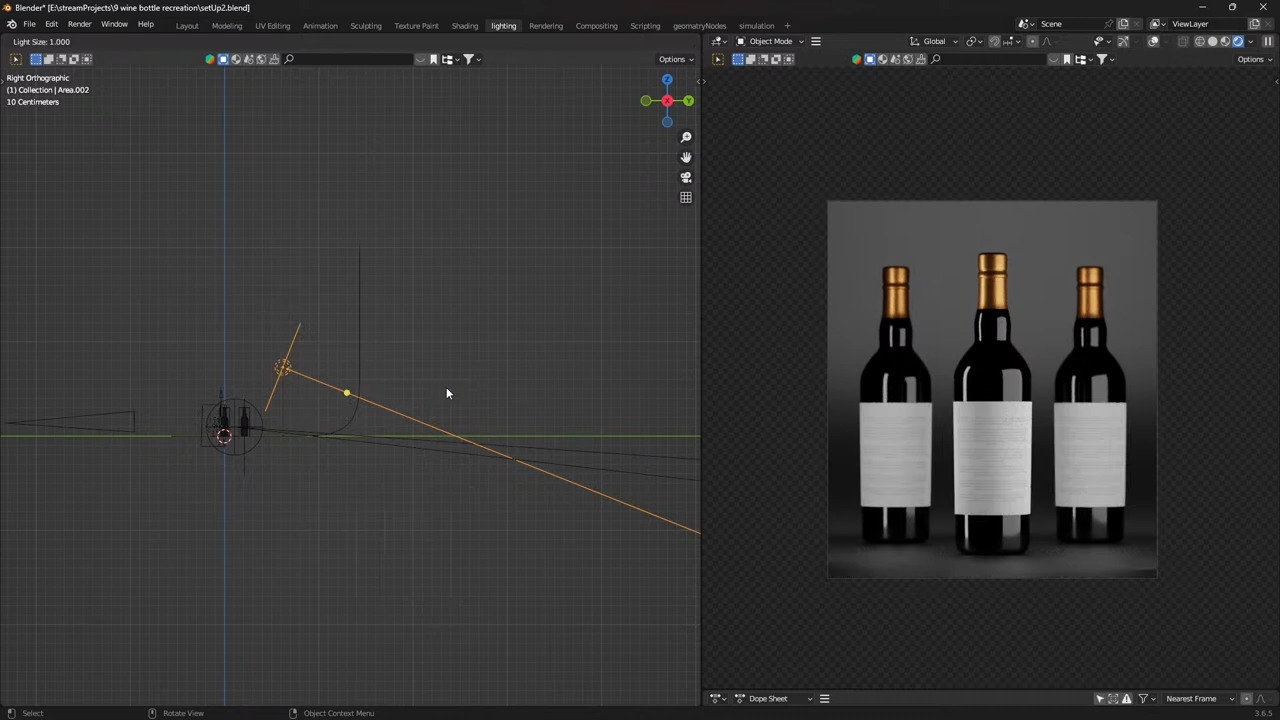 Blender* [E:\streamProjects\9 wine bottle recreation\setUp2.blend]
File Edit Render Window Help Layout Modeling UV Editing Animation Sculpting Texture Paint Shading lighting Rendering Compositing Scripting geometryNodes simulation + Scene ViewLayer
Light Size: 1.000 Object Mode Global
Options Options
Right Orthographic
(1) Collection | Area.002
10 Centimeters
Z
X
Y
Dope Sheet Nearest Frame
Select Rotate View Object Context Menu 3.6.5